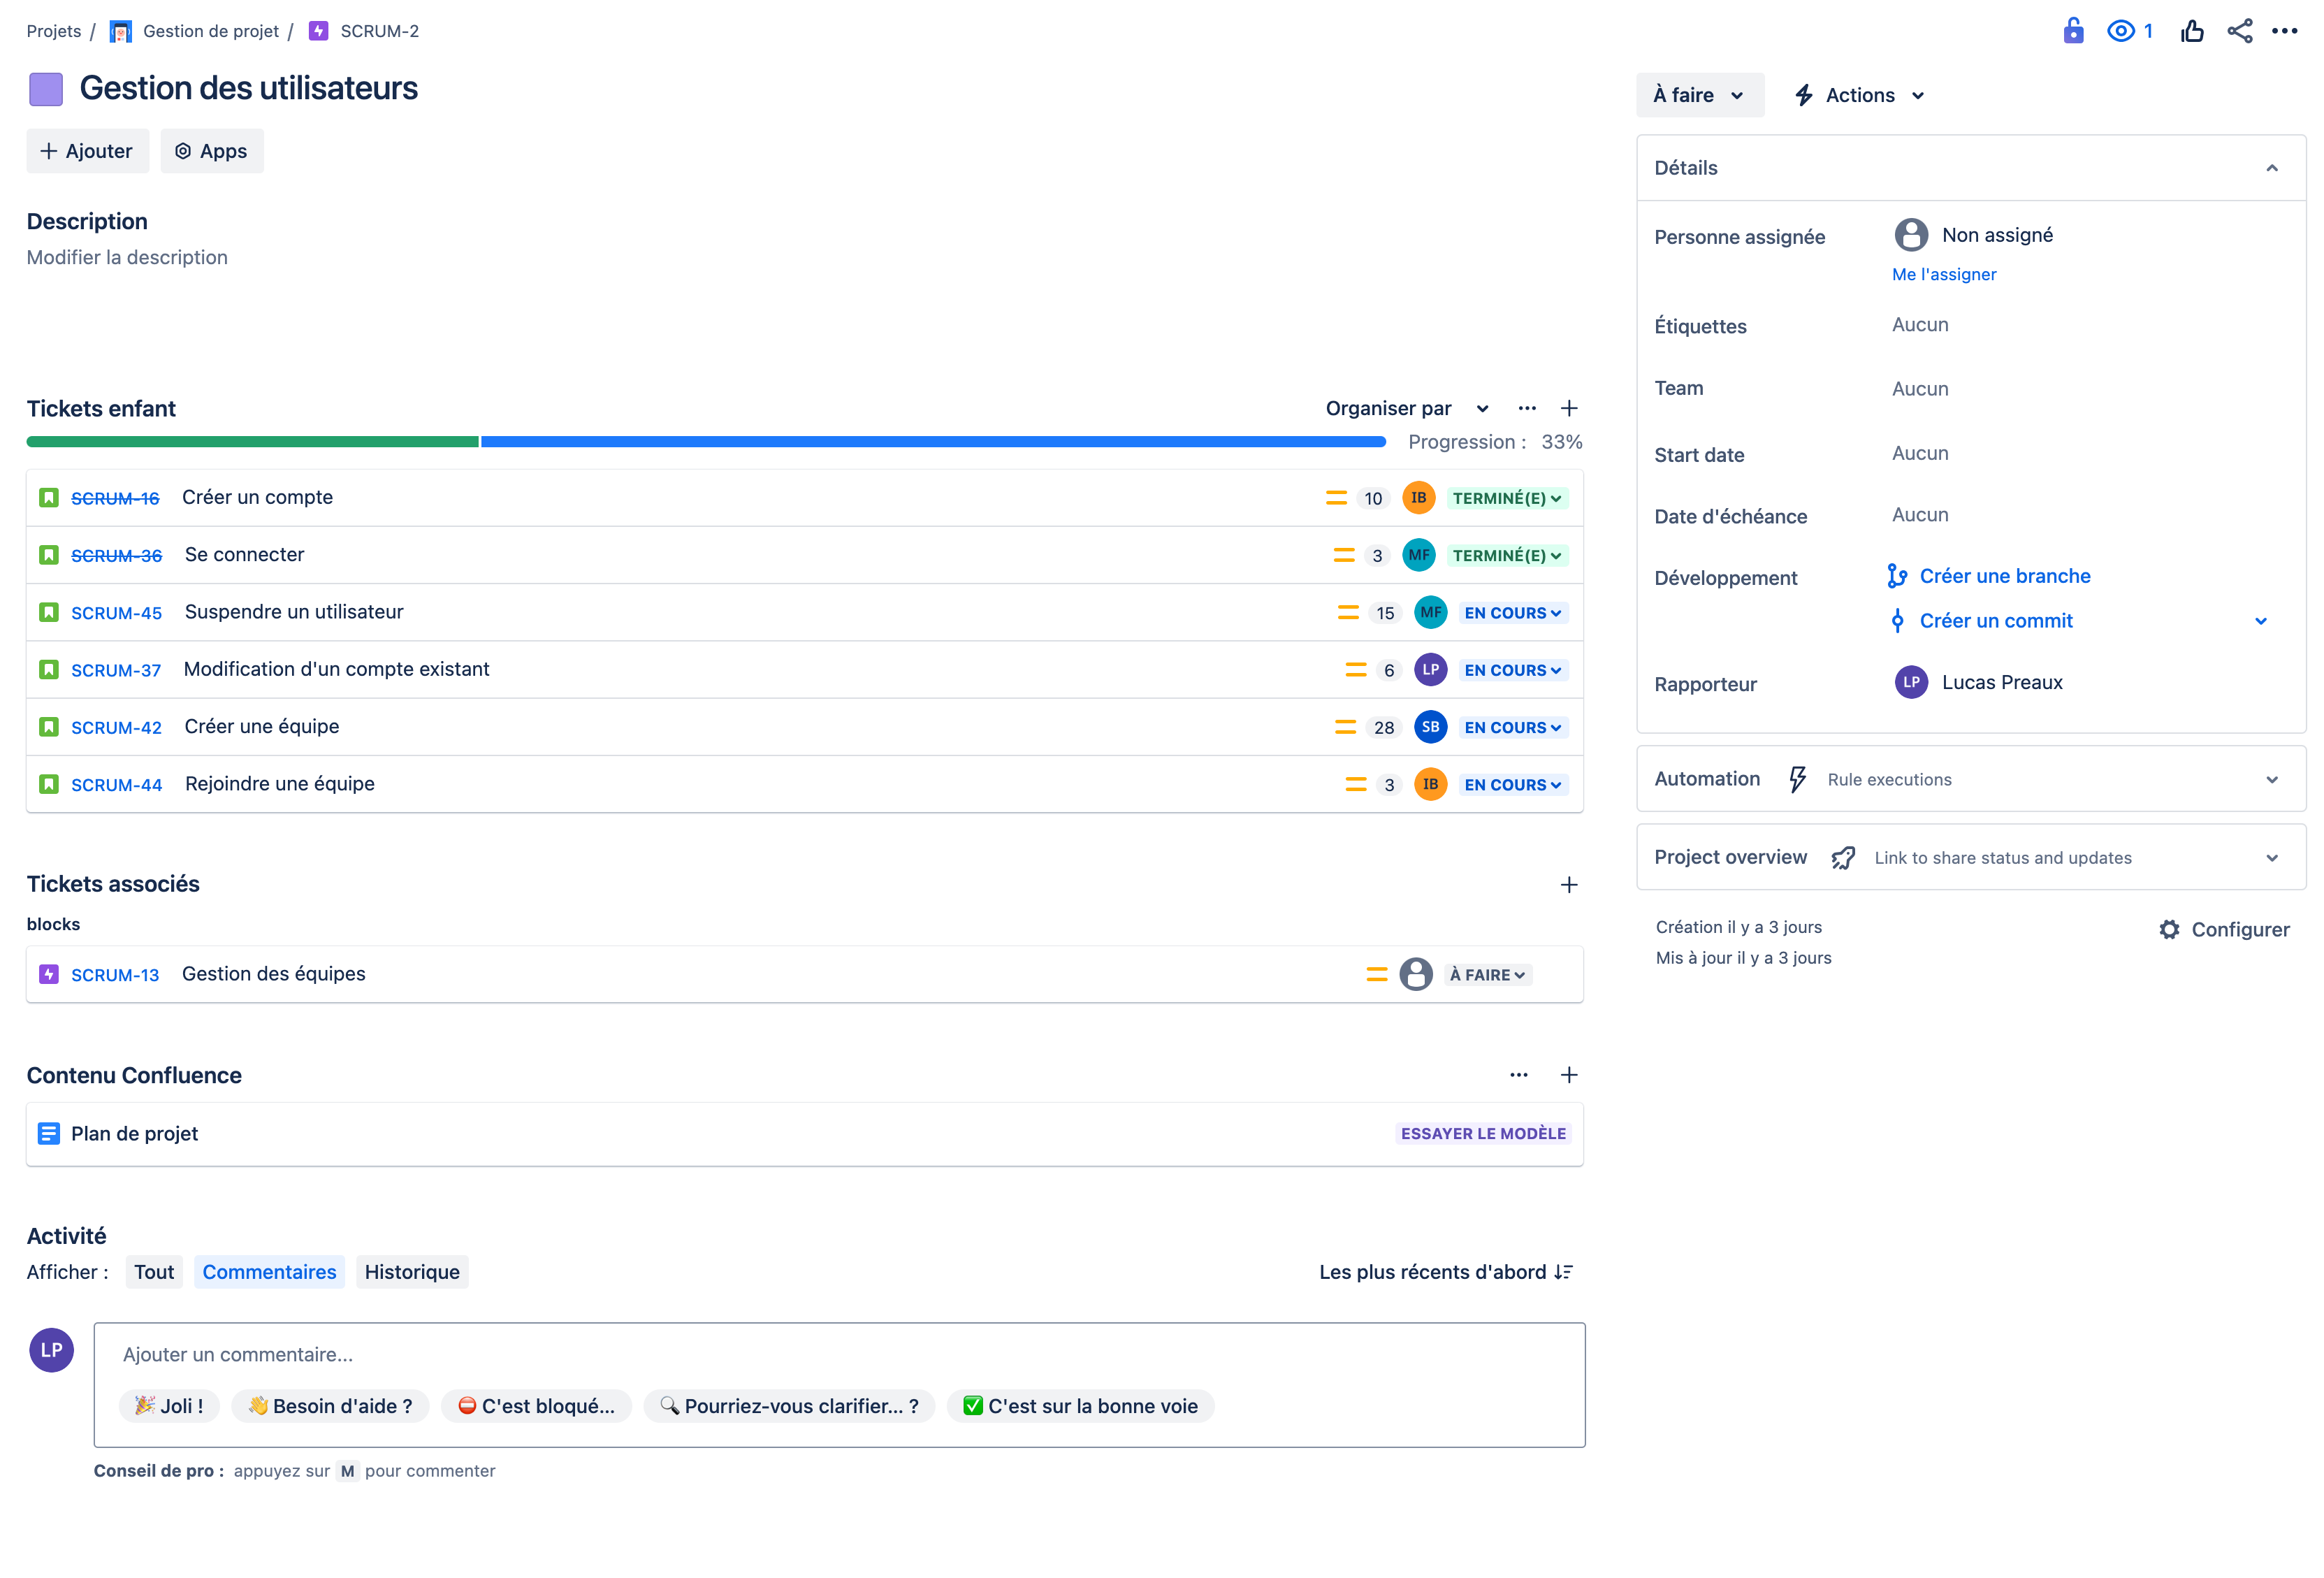 Projets / Gestion de projet / SCRUM-2
1
Gestion des utilisateurs
Ajouter
Apps
Description
Modifier la description
Tickets enfant
Organiser par
Progression : 33%
SCRUM-16 Créer un compte 10 IB TERMINÉ(E)
SCRUM-36 Se connecter 3 MF TERMINÉ(E)
SCRUM-45 Suspendre un utilisateur 15 MF EN COURS
SCRUM-37 Modification d'un compte existant 6 LP EN COURS
SCRUM-42 Créer une équipe 28 SB EN COURS
SCRUM-44 Rejoindre une équipe 3 IB EN COURS
Tickets associés
blocks
SCRUM-13 Gestion des équipes À FAIRE
Contenu Confluence
Plan de projet ESSAYER LE MODÈLE
Activité
Afficher : Tout Commentaires Historique Les plus récents d'abord
LP
Ajouter un commentaire...
Joli ! Besoin d'aide ? C'est bloqué... Pourriez-vous clarifier... ? C'est sur la bonne voie
Conseil de pro : appuyez sur M pour commenter
À faire Actions
Détails
Personne assignée Non assigné
Me l'assigner
Étiquettes Aucun
Team Aucun
Start date Aucun
Date d'échéance Aucun
Développement Créer une branche
Créer un commit
Rapporteur LP Lucas Preaux
Automation Rule executions
Project overview Link to share status and updates
Création il y a 3 jours
Mis à jour il y a 3 jours
Configurer